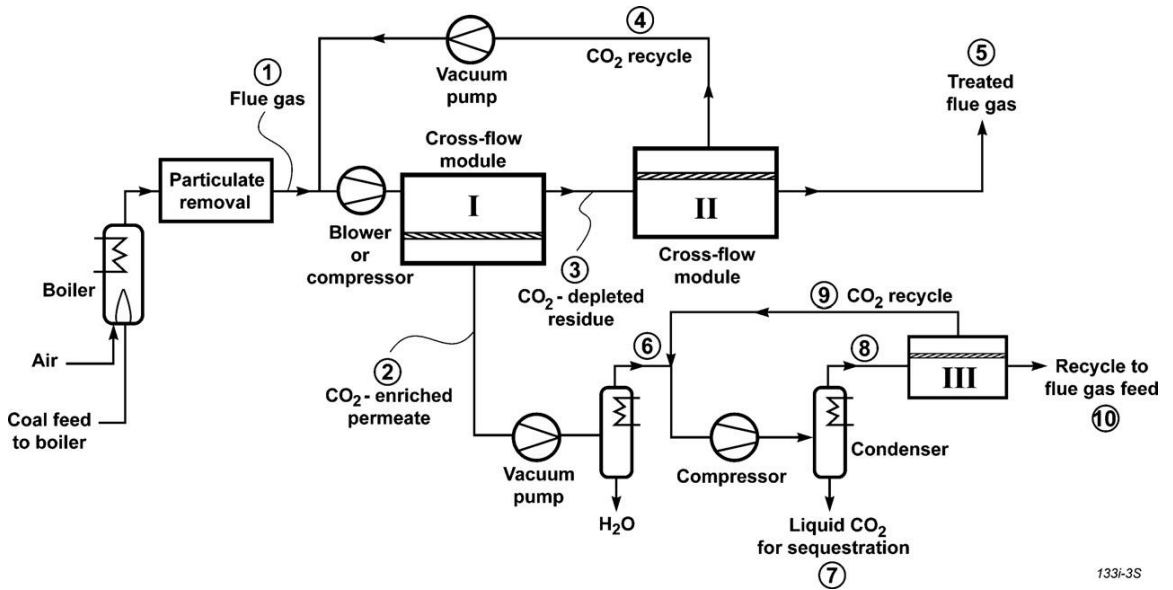 ④
CO₂ recycle
Vacuum
pump
①
Flue gas
⑤
Treated
flue gas
Cross-flow
module
Particulate
removal
I
II
Blower
or
compressor
Cross-flow
module
③
CO₂ - depleted
residue
Boiler
Air
Coal feed
to boiler
②
CO₂ - enriched
permeate
⑨ CO₂ recycle
⑥
⑧
III
Recycle to
flue gas feed
⑩
Vacuum
pump
Compressor
Condenser
H₂O
Liquid CO₂
for sequestration
⑦
133i-3S